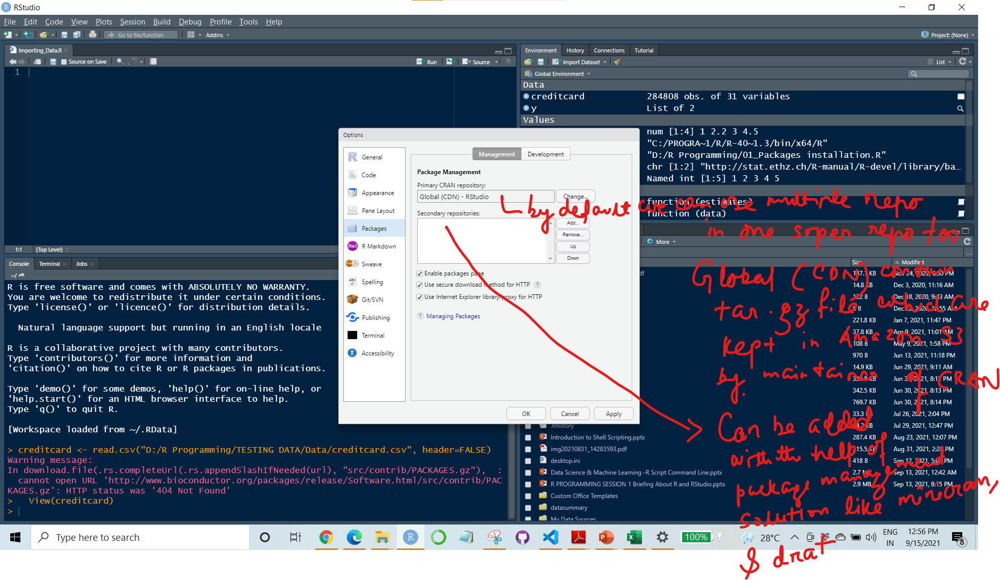 RStudio
File Edit Code View Plots Session Build Debug Profile Tools Help
Go to file/function Addins Project: (None)
Importing_Data.R
Source on Save Run Source
1
1:1 (Top Level)
Console Terminal Jobs
~/
R is free software and comes with ABSOLUTELY NO WARRANTY.
You are welcome to redistribute it under certain conditions.
Type 'license()' or 'licence()' for distribution details.
Natural language support but running in an English locale
R is a collaborative project with many contributors.
Type 'contributors()' for more information and
'citation()' on how to cite R or R packages in publications.
Type 'demo()' for some demos, 'help()' for on-line help, or
'help.start()' for an HTML browser interface to help.
Type 'q()' to quit R.
[Workspace loaded from ~/.RData]
> creditcard <- read.csv("D:/R Programming/TESTING DATA/Data/creditcard.csv", header=FALSE)
Warning message:
In download.file(.rs.completeUrl(.rs.appendSlashIfNeeded(url), "src/contrib/PACKAGES.gz"), :
cannot open URL 'http://www.bioconductor.org/packages/release/Software.html/src/contrib/PAC
KAGES.gz': HTTP status was '404 Not Found'
> View(creditcard)
>
Environment History Connections Tutorial
Import Dataset List
Global Environment
Data
creditcard 284808 obs. of 31 variables
y List of 2
Values
num [1:4] 1 2.2 3 4.5
"C:/PROGRA~1/R/R-40~1.3/bin/x64/R"
"D:/R Programming/01_Packages installation.R"
chr [1:2] "http://stat.ethz.ch/R-manual/R-devel/library/ba…
Named int [1:5] 1 2 3 4 5
function (estimates)
function (data)
Options
General
Code
Appearance
Pane Layout
Packages
R Markdown
Sweave
Spelling
Git/SVN
Publishing
Terminal
Accessibility
Management Development
Package Management
Primary CRAN repository:
Global (CDN) - RStudio Change...
Secondary repositories:
Add...
Remove...
Up
Down
Enable packages pane
Use secure download method for HTTP ?
Use Internet Explorer library/proxy for HTTP
? Managing Packages
OK Cancel Apply
by default we can use multiple repo
in one super repo too
Global (CDN) contain
tar.gz file which are
kept in Amazon S3
by maintaince of CRAN
Can be added
with the help of
package management
solution like minicran,
& drat
More
...
Size Modified
df 147.1 KB Nov 24, 2020, 6:30 PM
14.8 KB Dec 3, 2020, 11:16 AM
B Dec 18, 2020, 9:43 AM
B Dec 22, 2020,
221.8 KB Jan 7, 2021, 11:47 PM
37.8 KB Apr 9, 2021, 11:01 AM
108 B May 9, 2021, 1:58 PM
970 B Jun 13, 2021, 11:18 PM
14.9 KB Jun 29, 2021, 9:11 AM
KB Jun 2021, PM
342.5 KB Jun 30, 2021, 8:13 PM
769.7 KB Jun 30, 2021, 8:14 PM
33.3 KB Jul 26, 2021, 2:04 PM
.Rhistory Jul 29, 2021, 12:47 PM
Introduction to Shell Scripting.pptx 287.4 KB Aug 23, 2021, 12:07 PM
img20210831_14283593.pdf KB Aug 31, 2021, PM
desktop.ini 418 B Sep 12, 2021, PM
Data Science & Machine Learning -R Script Command Line.pptx 2.7 Sep 13, 2021, 12:42 AM
R PROGRAMMING SESSION 1 Briefing About R and RStudio.pptx 2.9 MB Sep 13, 2021, 8:15 PM
Custom Office Templates
datasummary
My Data Sources
Type here to search
100% 28°C ENG
IN
12:56 PM
9/15/2021
8